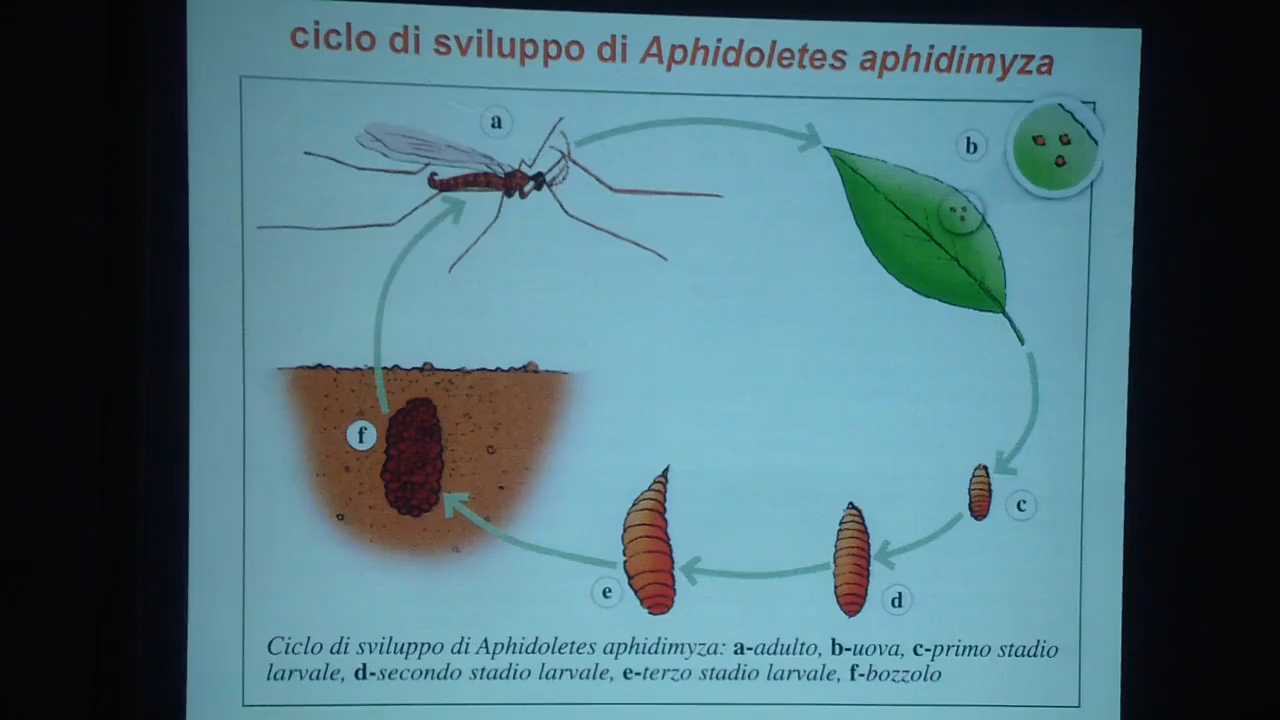 ciclo di sviluppo di Aphidoletes aphidimyza
a
b
c
d
e
f
Ciclo di sviluppo di Aphidoletes aphidimyza: a-adulto, b-uova, c-primo stadio
larvale, d-secondo stadio larvale, e-terzo stadio larvale, f-bozzolo